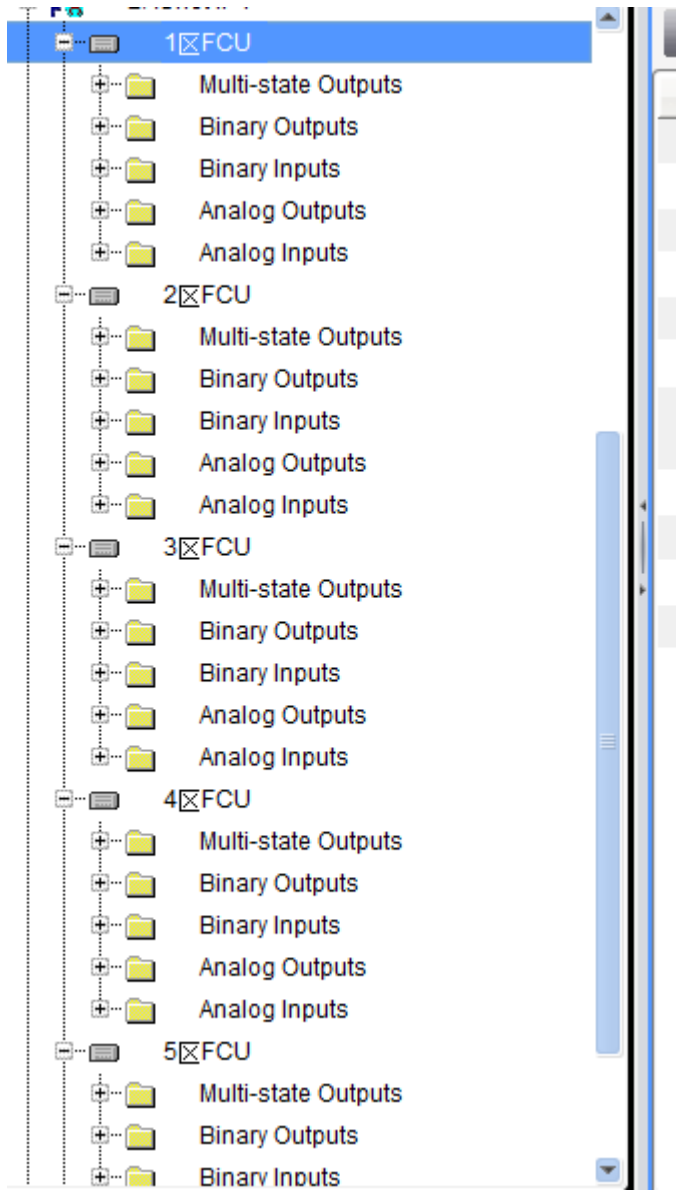 1☒FCU
Multi-state Outputs
Binary Outputs
Binary Inputs
Analog Outputs
Analog Inputs
2☒FCU
Multi-state Outputs
Binary Outputs
Binary Inputs
Analog Outputs
Analog Inputs
3☒FCU
Multi-state Outputs
Binary Outputs
Binary Inputs
Analog Outputs
Analog Inputs
4☒FCU
Multi-state Outputs
Binary Outputs
Binary Inputs
Analog Outputs
Analog Inputs
5☒FCU
Multi-state Outputs
Binary Outputs
Binary Inputs